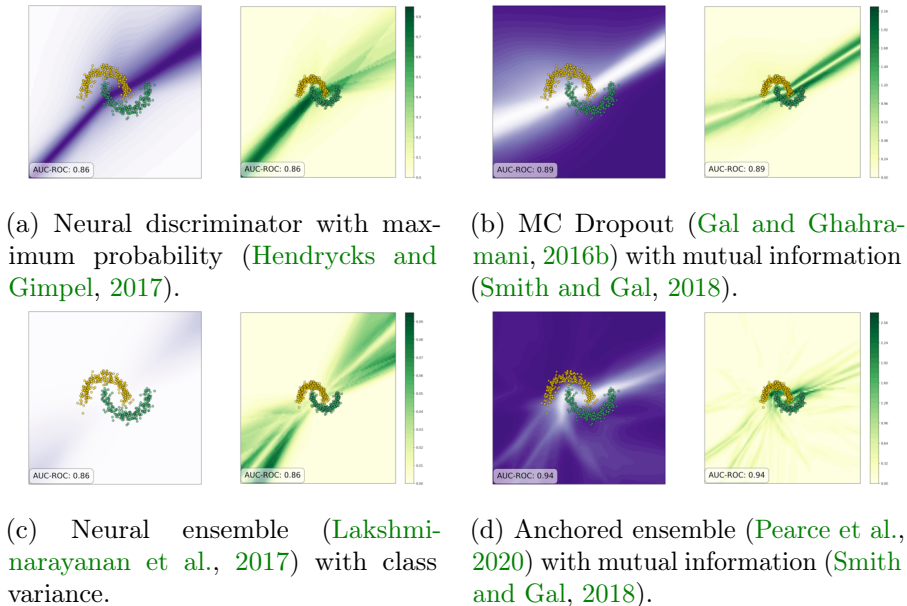 AUC-ROC: 0.86
AUC-ROC: 0.86
AUC-ROC: 0.89
AUC-ROC: 0.89
(a) Neural discriminator with max-
imum probability (Hendrycks and
Gimpel, 2017).
(b) MC Dropout (Gal and Ghahra-
mani, 2016b) with mutual information
(Smith and Gal, 2018).
AUC-ROC: 0.86
AUC-ROC: 0.86
AUC-ROC: 0.94
AUC-ROC: 0.94
(c) Neural ensemble (Lakshmi-
narayanan et al., 2017) with class
variance.
(d) Anchored ensemble (Pearce et al.,
2020) with mutual information (Smith
and Gal, 2018).